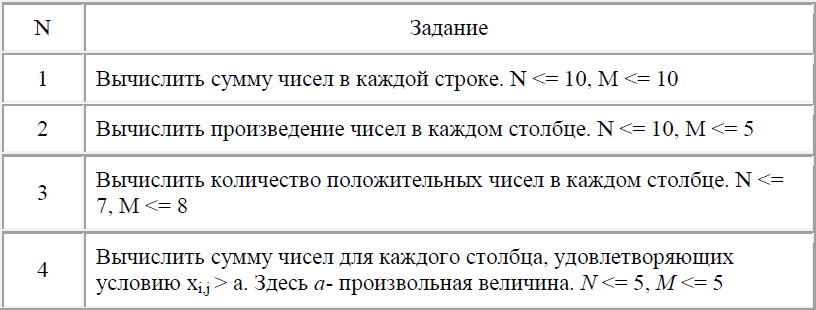 N Задание
1 Вычислить сумму чисел в каждой строке. N <= 10, M <= 10
2 Вычислить произведение чисел в каждом столбце. N <= 10, M <= 5
3 Вычислить количество положительных чисел в каждом столбце. N <=
7, M <= 8
4 Вычислить сумму чисел для каждого столбца, удовлетворяющих
условию xi,j > a. Здесь a- произвольная величина. N <= 5, M <= 5